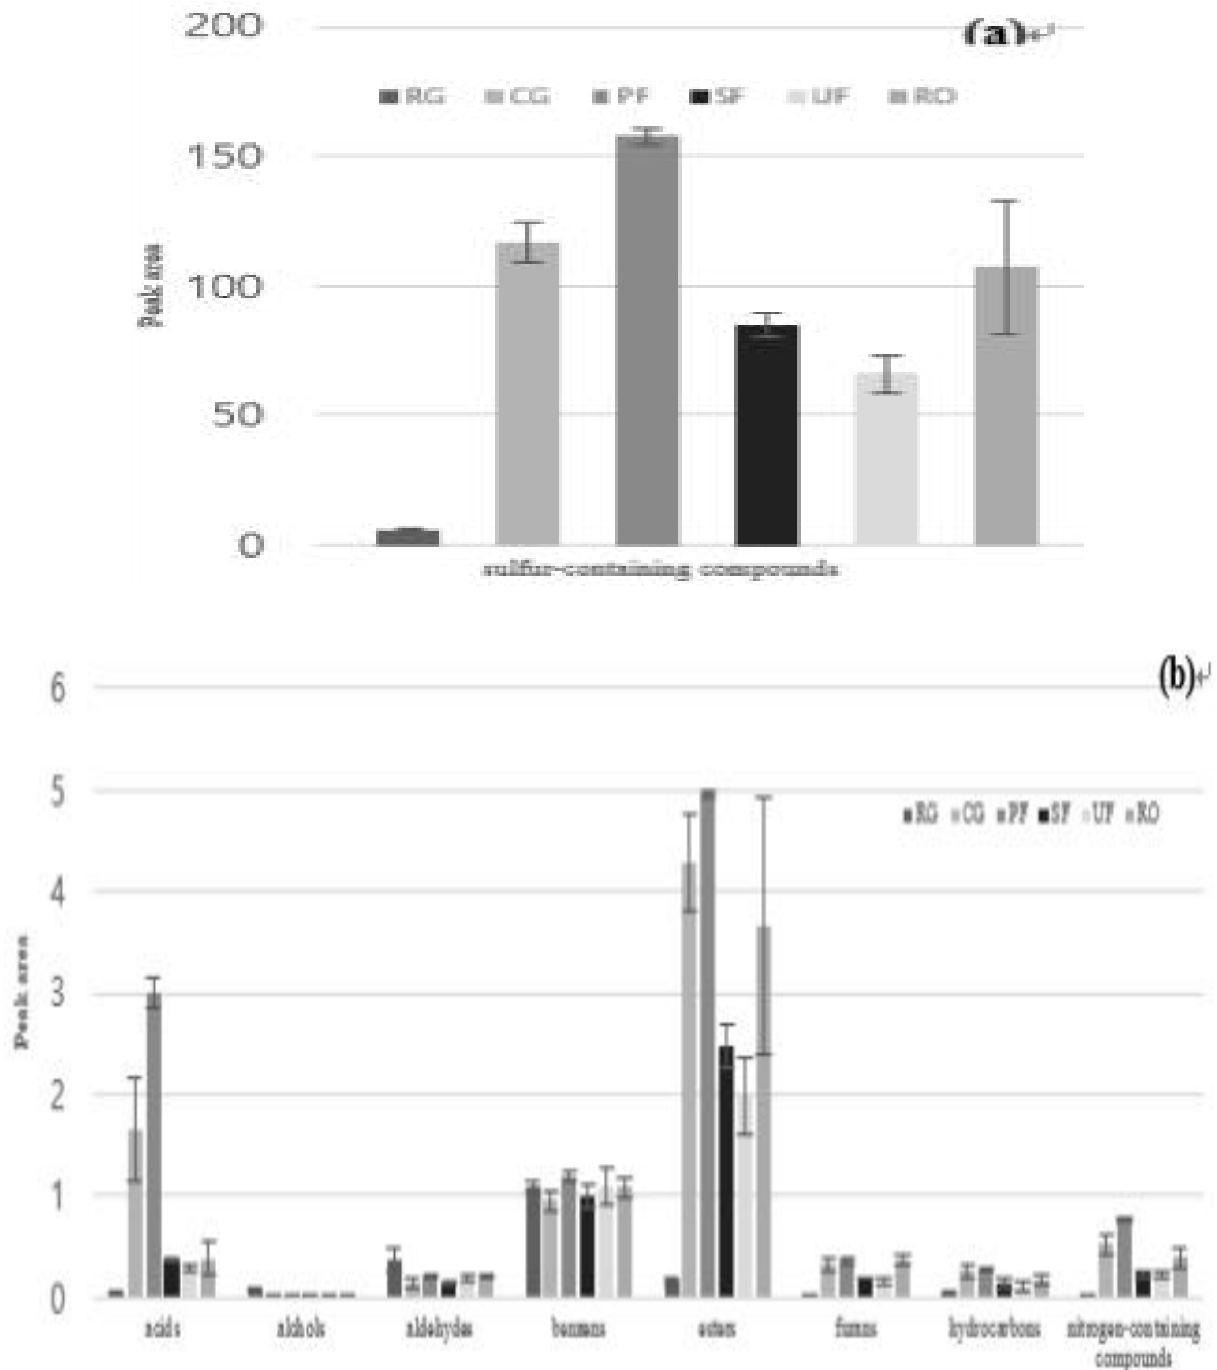 200
(a)↵
RG CG PF SF UF RO
150
Peak area
100
50
0
sulfur-containing compounds
(b)↵
6
5
RG CG PF SF UF RO
4
Peak area
3
2
1
0
acids alchols aldehydes benzens esters furans hydrocarbons nitrogen-containing
compounds